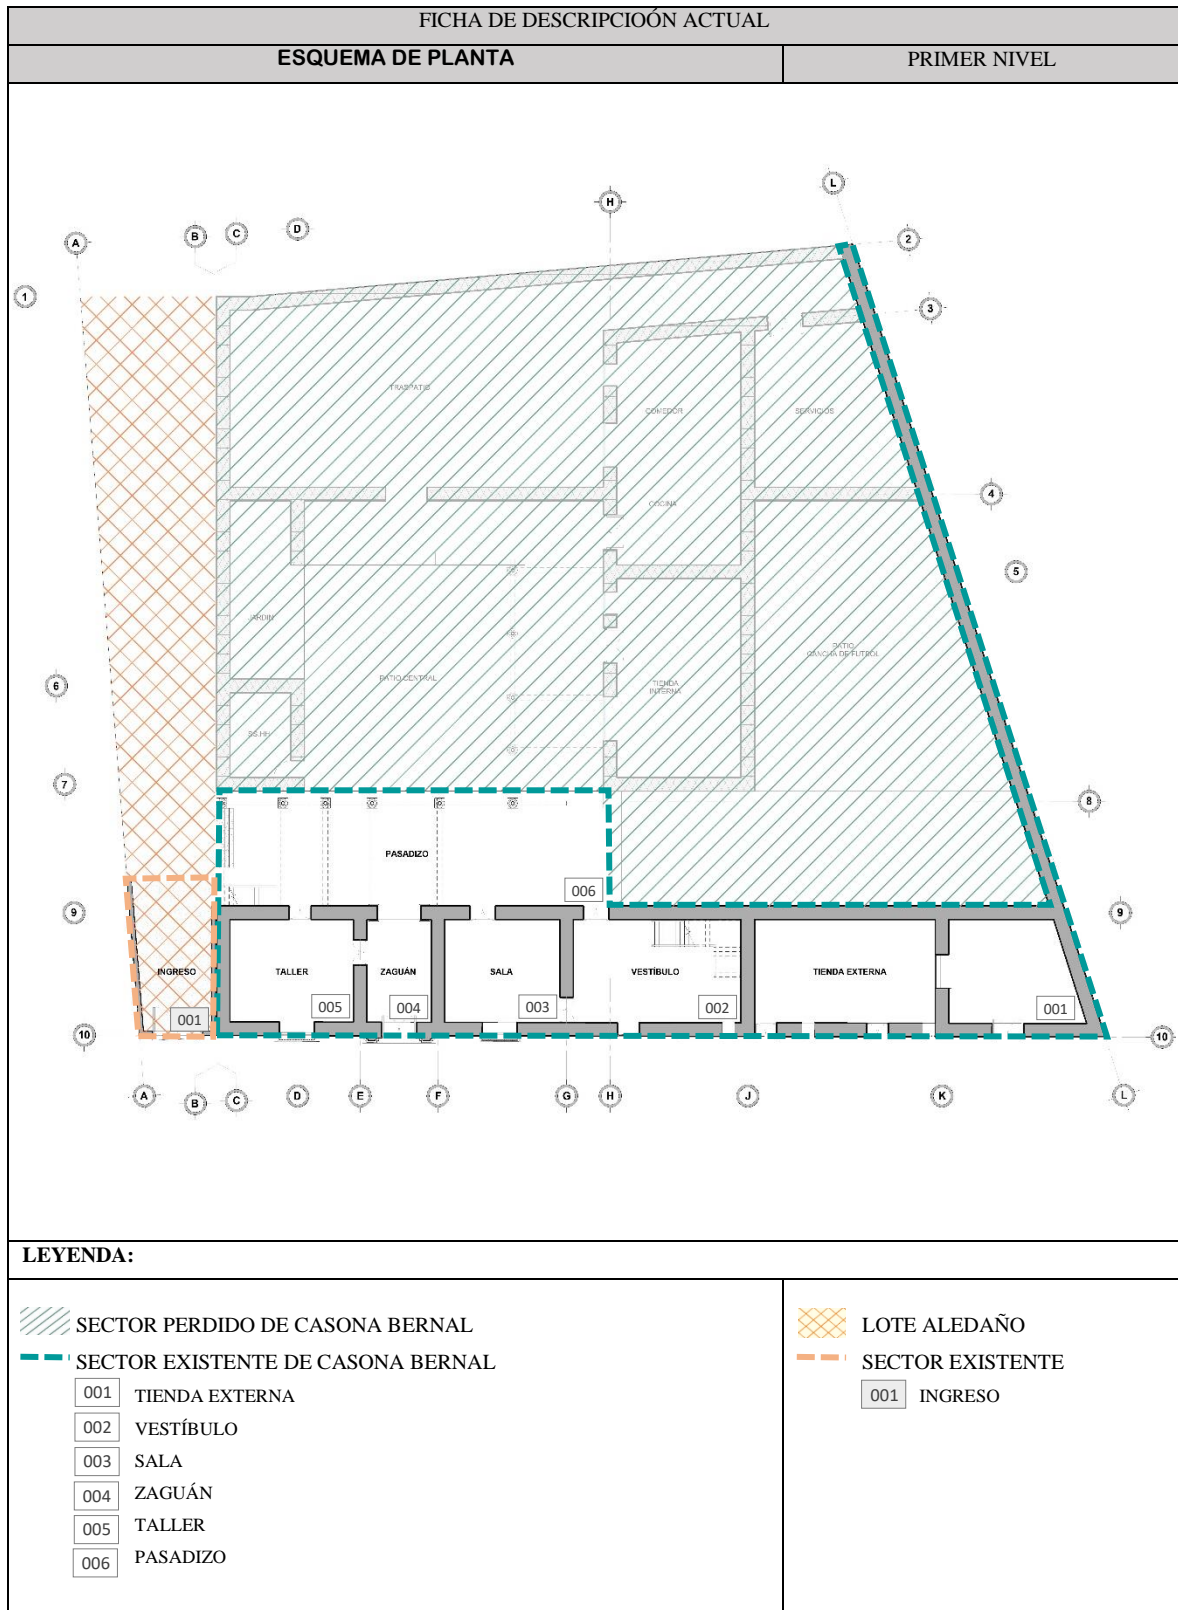 FICHA DE DESCRIPCIOÓN ACTUAL
ESQUEMA DE PLANTA
PRIMER NIVEL
L
H
A
B
C
D
2
1
3
TRASPATIO
COMEDOR
SERVICIOS
4
COCINA
5
JARDIN
PATIO
CANCHA DE FUTBOL
PATIO CENTRAL
TIENDA
INTERNA
6
SS.HH
7
8
PASADIZO
006
9
9
INGRESO
TALLER
ZAGUÁN
SALA
VESTÍBULO
TIENDA EXTERNA
001
005
004
003
002
001
10
10
A
B
C
D
E
F
G
H
J
K
L
LEYENDA:
SECTOR PERDIDO DE CASONA BERNAL
SECTOR EXISTENTE DE CASONA BERNAL
001 TIENDA EXTERNA
002 VESTÍBULO
003 SALA
004 ZAGUÁN
005 TALLER
006 PASADIZO
LOTE ALEDAÑO
SECTOR EXISTENTE
001 INGRESO